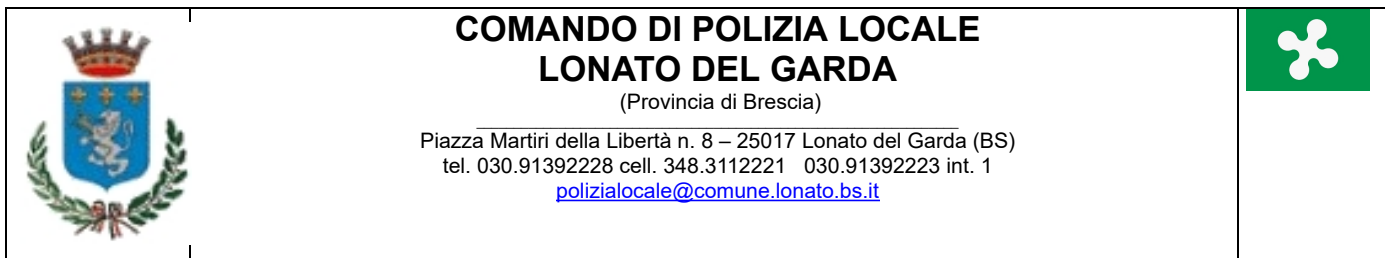 COMANDO DI POLIZIA LOCALE
LONATO DEL GARDA
(Provincia di Brescia)
Piazza Martiri della Libertà n. 8 – 25017 Lonato del Garda (BS)
tel. 030.91392228 cell. 348.3112221 030.91392223 int. 1
polizialocale@comune.lonato.bs.it